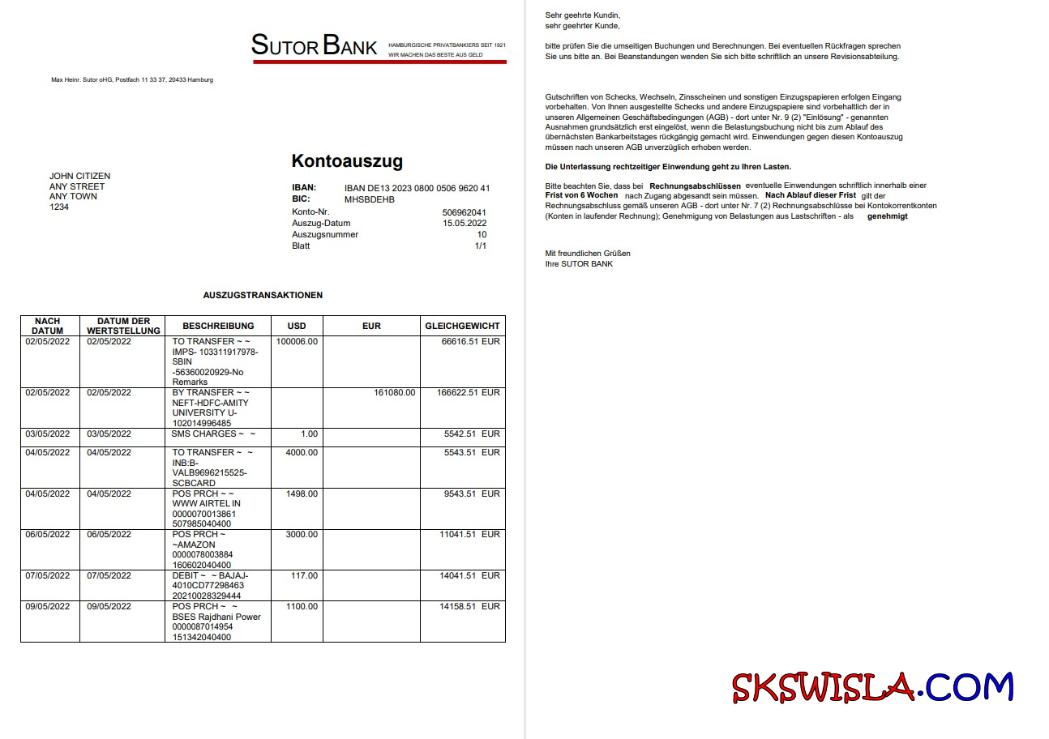 SUTOR BANK HAMBURGISCHE PRIVATBANKIERS SEIT 1921
WIR MACHEN DAS BESTE AUS GELD
Max Heinr. Sutor oHG, Postfach 11 33 37, 20433 Hamburg
Kontoauszug
JOHN CITIZEN
ANY STREET
ANY TOWN
1234
IBAN: IBAN DE13 2023 0800 0506 9620 41
BIC: MHSBDEHB
Konto-Nr. 506962041
Auszug-Datum 15.05.2022
Auszugsnummer 10
Blatt 1/1
AUSZUGSTRANSAKTIONEN
NACH DATUM DATUM DER WERTSTELLUNG BESCHREIBUNG USD EUR GLEICHGEWICHT
02/05/2022 02/05/2022 TO TRANSFER ~ ~ 100006.00 66616.51 EUR
IMPS- 103311917978-
SBIN
-56360020929-No
Remarks
02/05/2022 02/05/2022 BY TRANSFER ~ ~ 161080.00 166622.51 EUR
NEFT-HDFC-AMITY
UNIVERSITY U-
102014996485
03/05/2022 03/05/2022 SMS CHARGES ~ ~ 1.00 5542.51 EUR
04/05/2022 04/05/2022 TO TRANSFER ~ ~ 4000.00 5543.51 EUR
INB:B-
VALB9696215525-
SCBCARD
04/05/2022 04/05/2022 POS PRCH ~ ~ 1498.00 9543.51 EUR
WWW AIRTEL IN
0000070013861
507985040400
06/05/2022 06/05/2022 POS PRCH ~ 3000.00 11041.51 EUR
~AMAZON
0000078003884
160602040400
07/05/2022 07/05/2022 DEBIT ~ ~ BAJAJ- 117.00 14041.51 EUR
4010CD77298463
20210028329444
09/05/2022 09/05/2022 POS PRCH ~ ~ 1100.00 14158.51 EUR
BSES Rajdhani Power
0000087014954
151342040400
Sehr geehrte Kundin,
sehr geehrter Kunde,
bitte prüfen Sie die umseitigen Buchungen und Berechnungen. Bei eventuellen Rückfragen sprechen
Sie uns bitte an. Bei Beanstandungen wenden Sie sich bitte schriftlich an unsere Revisionsabteilung.
Gutschriften von Schecks, Wechseln, Zinsscheinen und sonstigen Einzugspapieren erfolgen Eingang
vorbehalten. Von Ihnen ausgestellte Schecks und andere Einzugspapiere sind vorbehaltlich der in
unseren Allgemeinen Geschäftsbedingungen (AGB) - dort unter Nr. 9 (2) "Einlösung" - genannten
Ausnahmen grundsätzlich erst eingelöst, wenn die Belastungsbuchung nicht bis zum Ablauf des
übernächsten Bankarbeitstages rückgängig gemacht wird. Einwendungen gegen diesen Kontoauszug
müssen nach unseren AGB unverzüglich erhoben werden.
Die Unterlassung rechtzeitiger Einwendung geht zu Ihren Lasten.
Bitte beachten Sie, dass bei Rechnungsabschlüssen eventuelle Einwendungen schriftlich innerhalb einer
Frist von 6 Wochen nach Zugang abgesandt sein müssen. Nach Ablauf dieser Frist gilt der
Rechnungsabschluss gemäß unseren AGB - dort unter Nr. 7 (2) Rechnungsabschlüsse bei Kontokorrentkonten
(Konten in laufender Rechnung); Genehmigung von Belastungen aus Lastschriften - als genehmigt
Mit freundlichen Grüßen
Ihre SUTOR BANK
SKSWISLA.COM